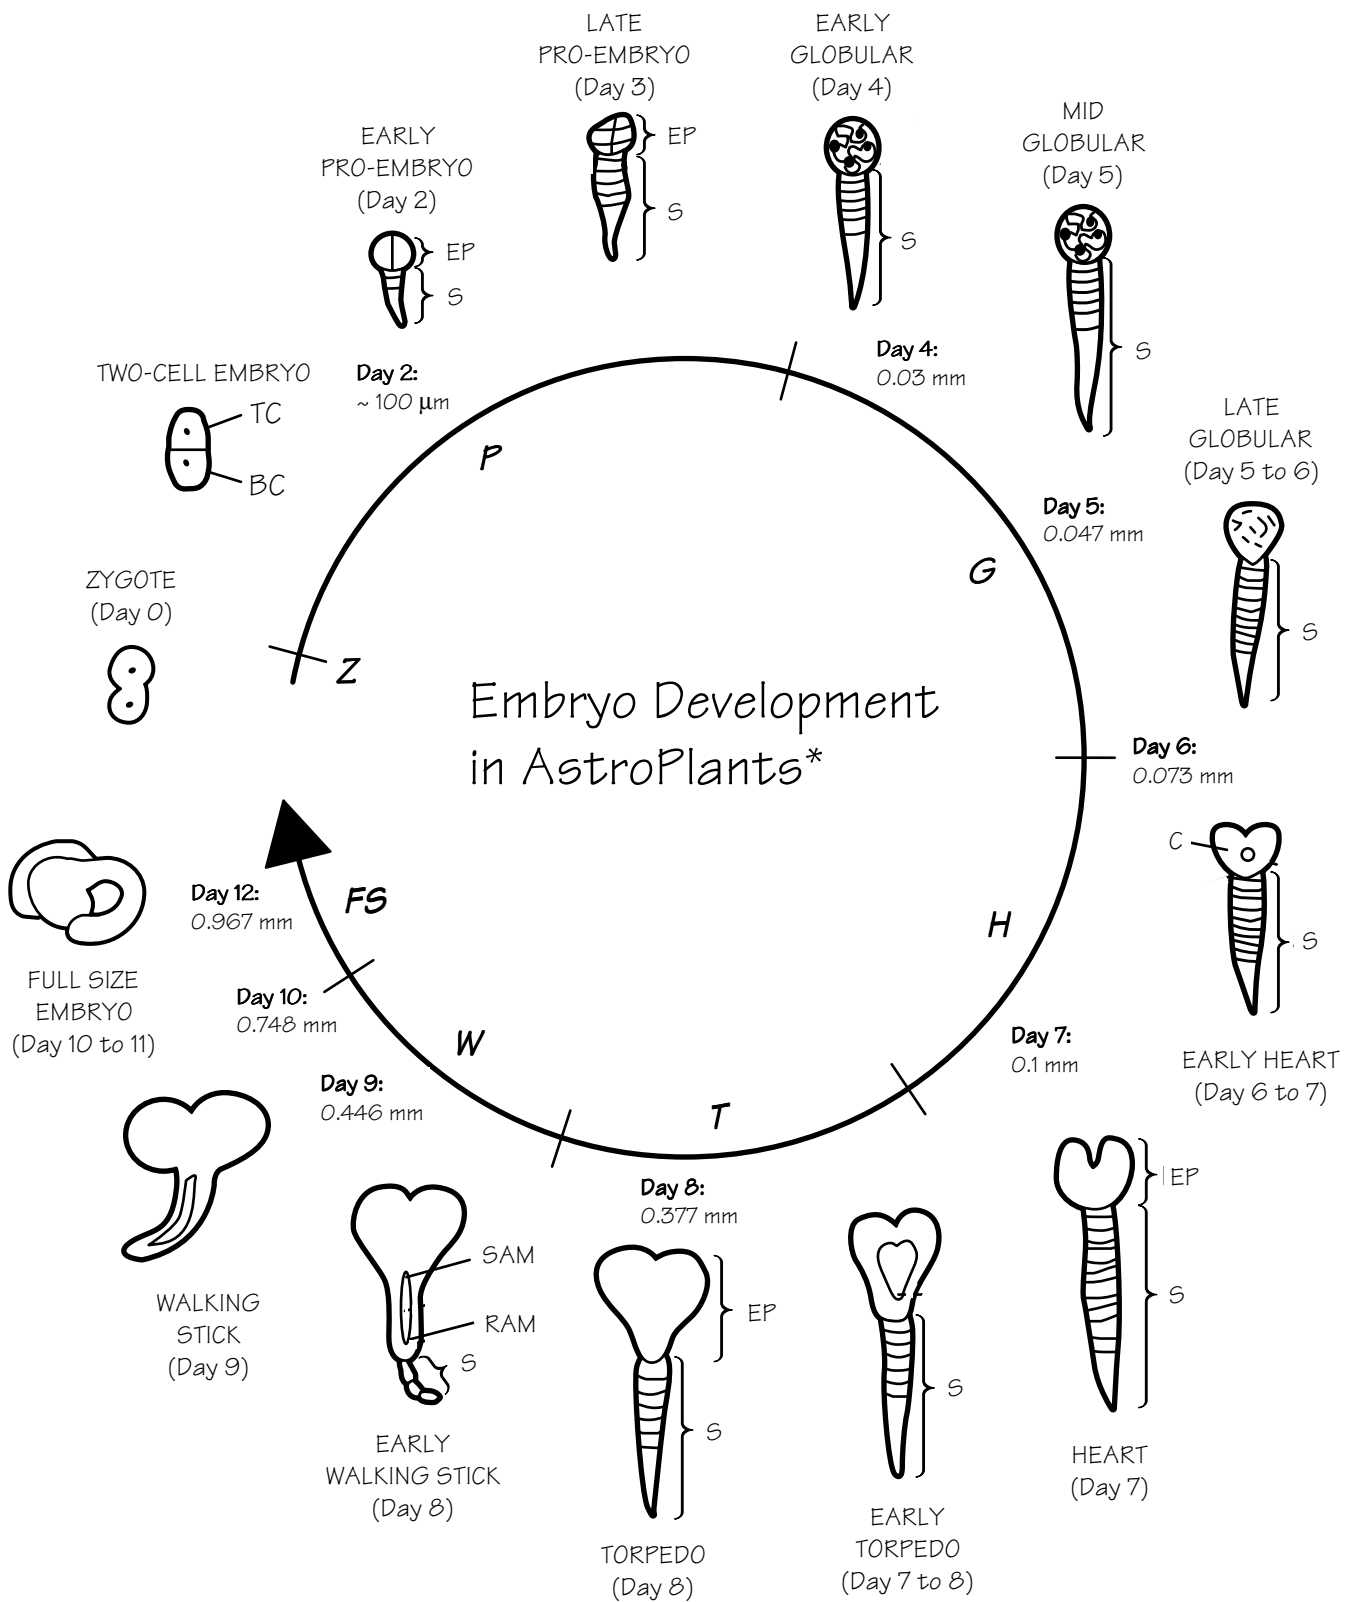 LATE
PRO-EMBRYO
(Day 3)
EP
S
EARLY
GLOBULAR
(Day 4)
S
MID
GLOBULAR
(Day 5)
S
EARLY
PRO-EMBRYO
(Day 2)
EP
S
TWO-CELL EMBRYO
TC
BC
Day 2:
~ 100 μm
Day 4:
0.03 mm
LATE
GLOBULAR
(Day 5 to 6)
S
P
Day 5:
0.047 mm
G
ZYGOTE
(Day 0)
Z
Embryo Development
in AstroPlants*
Day 6:
0.073 mm
C
S
EARLY HEART
(Day 6 to 7)
H
Day 7:
0.1 mm
FS
Day 12:
0.967 mm
FULL SIZE
EMBRYO
(Day 10 to 11)
Day 10:
0.748 mm
W
Day 9:
0.446 mm
T
Day 8:
0.377 mm
EP
S
HEART
(Day 7)
WALKING
STICK
(Day 9)
SAM
RAM
S
EARLY
WALKING STICK
(Day 8)
EP
S
TORPEDO
(Day 8)
S
EARLY
TORPEDO
(Day 7 to 8)